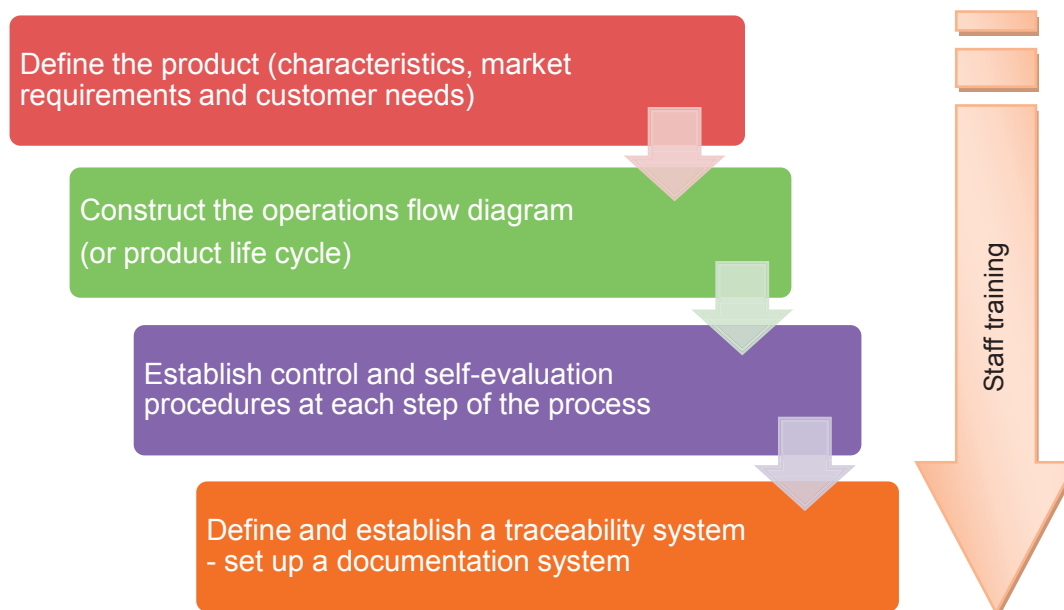 Define the product (characteristics, market
requirements and customer needs)
Construct the operations flow diagram
(or product life cycle)
Establish control and self-evaluation
procedures at each step of the process
Define and establish a traceability system
- set up a documentation system
Staff training